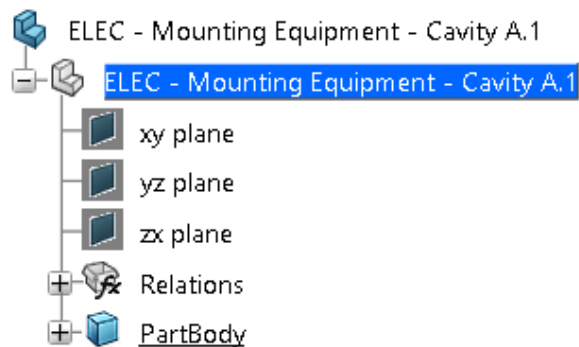 ELEC - Mounting Equipment - Cavity A.1
ELEC - Mounting Equipment - Cavity A.1
xy plane
yz plane
zx plane
Relations
PartBody